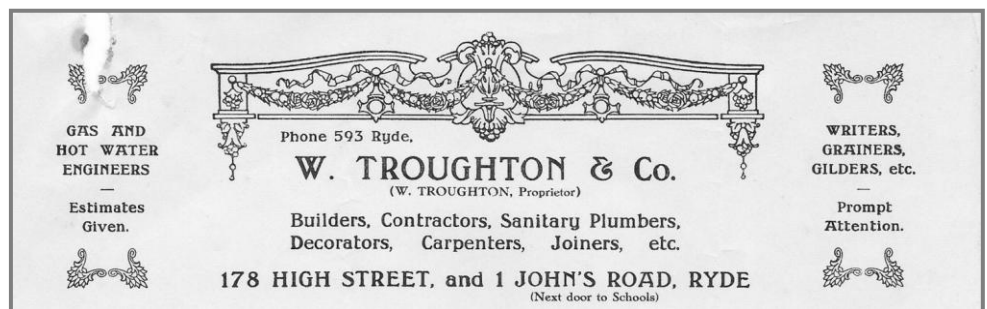 GAS AND
HOT WATER
ENGINEERS
—
Estimates
Given.
Phone 593 Ryde,
W. TROUGHTON & Co.
(W. TROUGHTON, Proprietor)
Builders, Contractors, Sanitary Plumbers,
Decorators, Carpenters, Joiners, etc.
178 HIGH STREET, and 1 JOHN'S ROAD, RYDE
(Next door to Schools)
WRITERS,
GRAINERS,
GILDERS, etc.
—
Prompt
Attention.